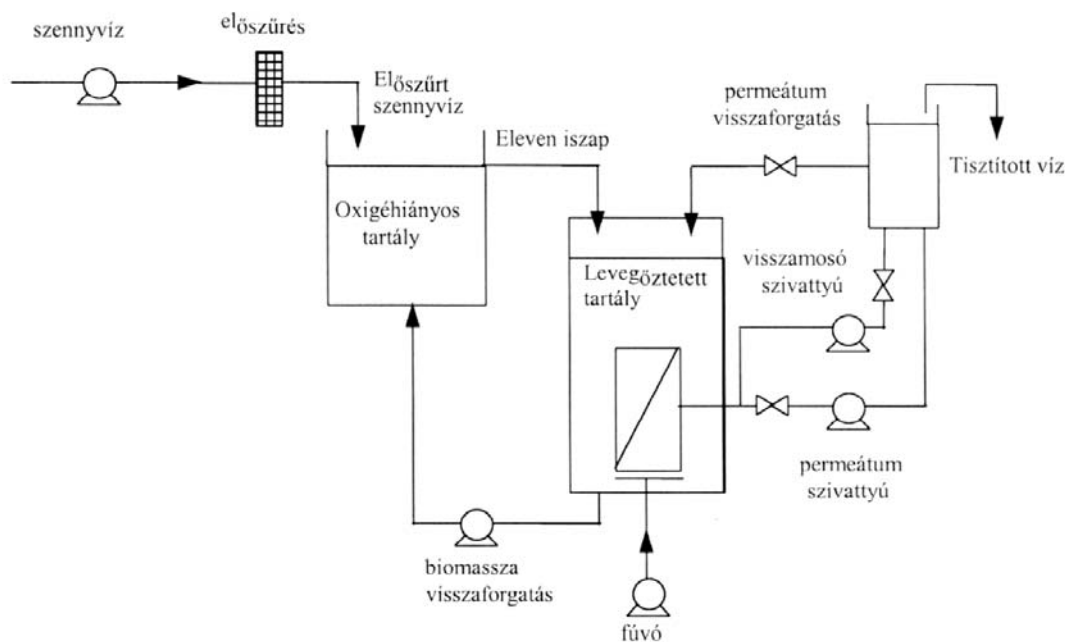 szennyvíz
előszűrés
Előszűrt
szennyvíz
Eleven iszap
permeátum
visszaforgatás
Tisztított víz
Oxigéhiányos
tartály
Levegőztetett
tartály
visszamosó
szivattyú
permeátum
szivattyú
biomassza
visszaforgatás
fúvó